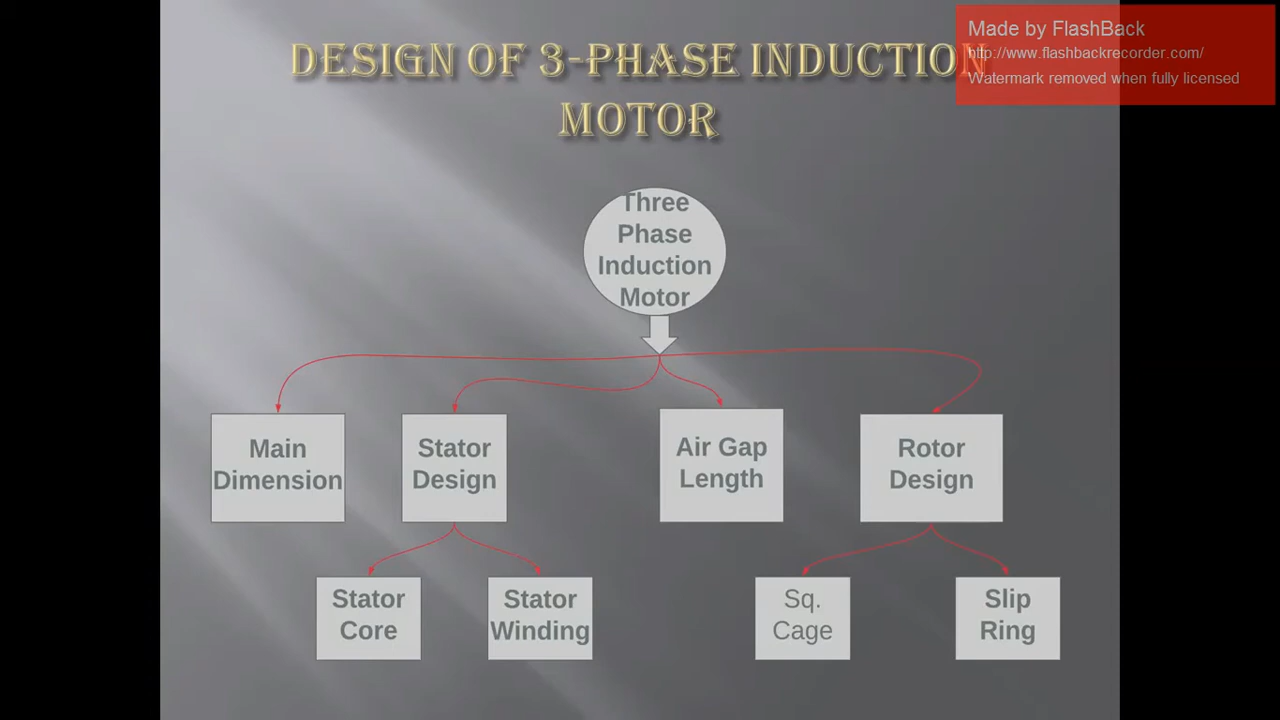 Made by FlashBack
http://www.flashbackrecorder.com/
Watermark removed when fully licensed
DESIGN OF 3-PHASE INDUCTION
MOTOR
Three
Phase
Induction
Motor
Main
Dimension
Stator
Design
Air Gap
Length
Rotor
Design
Stator
Core
Stator
Winding
Sq.
Cage
Slip
Ring